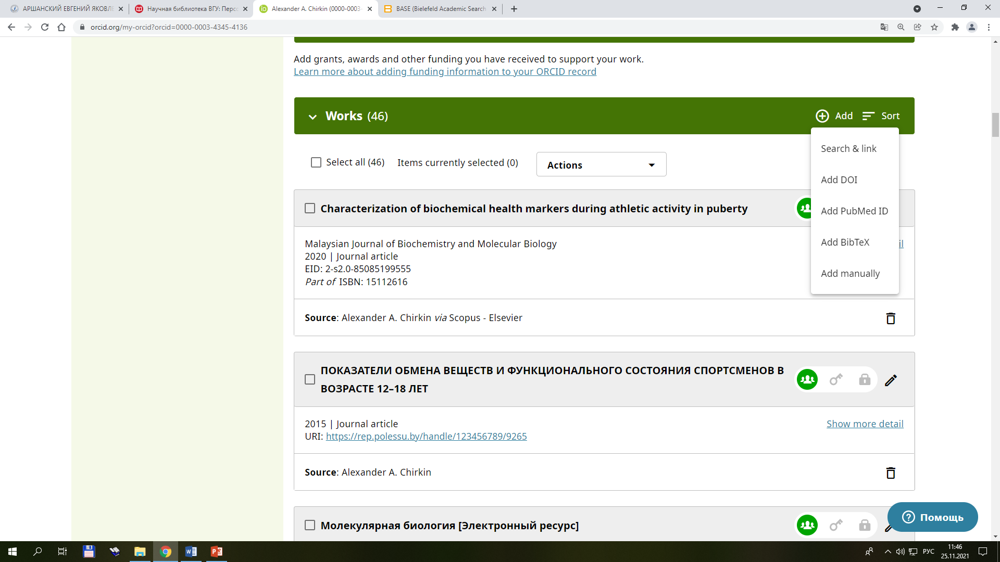 АРШАНСКИЙ ЕВГЕНИЙ ЯКОВЛЕ
Научная библиотека ВГУ: Персо
Alexander A. Chirkin (0000-0003-
BASE (Bielefeld Academic Search
orcid.org/my-orcid?orcid=0000-0003-4345-4136
Add grants, awards and other funding you have received to support your work.
Learn more about adding funding information to your ORCID record
Works (46)
Add
Sort
Search & link
Add DOI
Add PubMed ID
Add BibTeX
Add manually
Select all (46)
Items currently selected (0)
Actions
Characterization of biochemical health markers during athletic activity in puberty
Malaysian Journal of Biochemistry and Molecular Biology
2020 | Journal article
EID: 2-s2.0-85085199555
Part of ISBN: 15112616
il
Source: Alexander A. Chirkin via Scopus - Elsevier
ПОКАЗАТЕЛИ ОБМЕНА ВЕЩЕСТВ И ФУНКЦИОНАЛЬНОГО СОСТОЯНИЯ СПОРТСМЕНОВ В
ВОЗРАСТЕ 12–18 ЛЕТ
2015 | Journal article
Show more detail
URI: https://rep.polessu.by/handle/123456789/9265
Source: Alexander A. Chirkin
Молекулярная биология [Электронный ресурс]
Помощь
РУС
11:46
25.11.2021